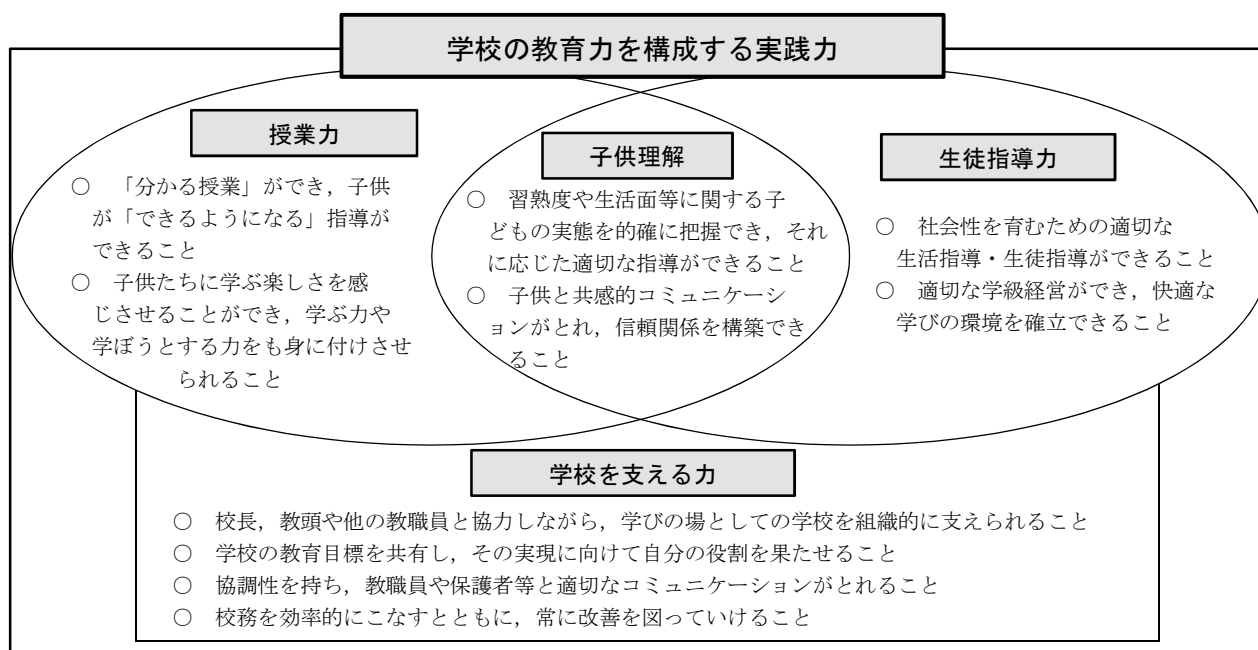 学校の教育力を構成する実践力
授業力
○ 「分かる授業」ができ，子供
が「できるようになる」指導が
できること
○ 子供たちに学ぶ楽しさを感
じさせることができ，学ぶ力や
学ぼうとする力をも身に付けさせ
られること
子供理解
○ 習熟度や生活面等に関する子
どもの実態を的確に把握でき，それ
に応じた適切な指導ができること
○ 子供と共感的コミュニケーシ
ョンがとれ，信頼関係を構築でき
ること
生徒指導力
○ 社会性を育むための適切な
生活指導・生徒指導ができること
○ 適切な学級経営ができ，快適な
学びの環境を確立できること
学校を支える力
○ 校長，教頭や他の教職員と協力しながら，学びの場としての学校を組織的に支えられること
○ 学校の教育目標を共有し，その実現に向けて自分の役割を果たせること
○ 協調性を持ち，教職員や保護者等と適切なコミュニケーションがとれること
○ 校務を効率的にこなすとともに，常に改善を図っていけること